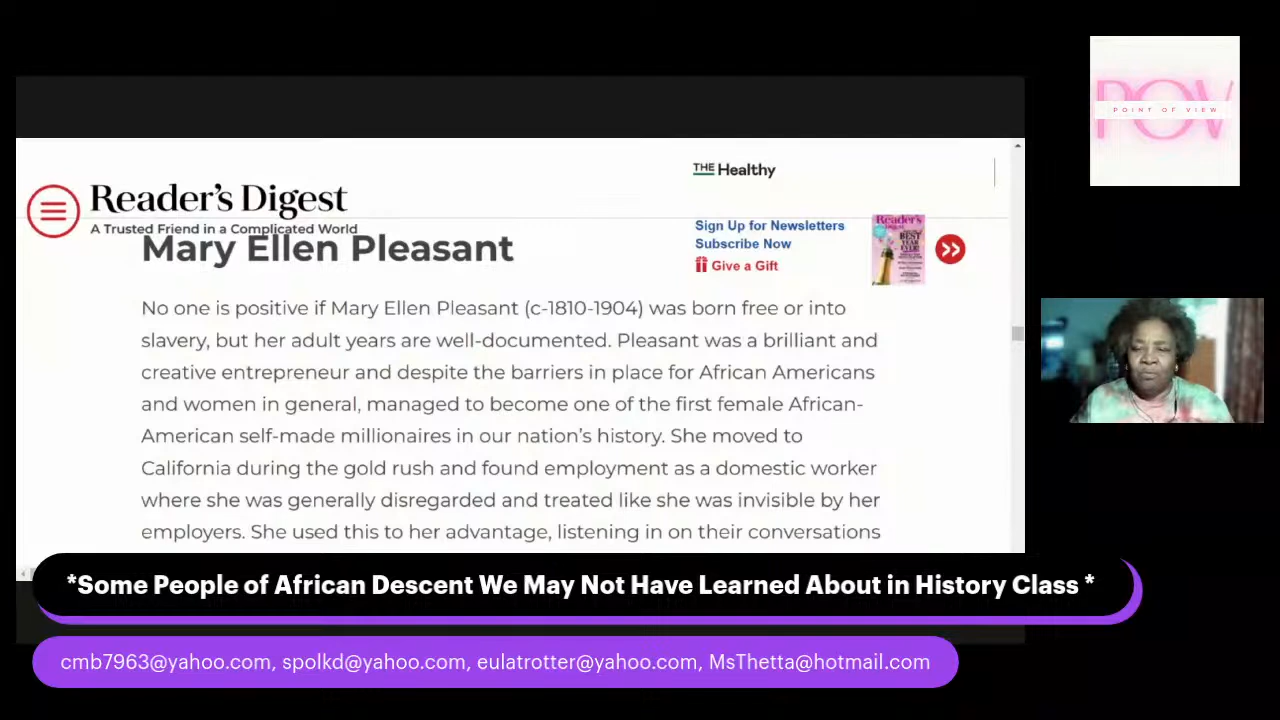 THE Healthy
Reader's Digest
A Trusted Friend in a Complicated World
Sign Up for Newsletters
Subscribe Now
Give a Gift
Reader's Digest
BEST
YEAR
EVER!
Mary Ellen Pleasant
No one is positive if Mary Ellen Pleasant (c-1810-1904) was born free or into
slavery, but her adult years are well-documented. Pleasant was a brilliant and
creative entrepreneur and despite the barriers in place for African Americans
and women in general, managed to become one of the first female African-
American self-made millionaires in our nation's history. She moved to
California during the gold rush and found employment as a domestic worker
where she was generally disregarded and treated like she was invisible by her
employers. She used this to her advantage, listening in on their conversations
*Some People of African Descent We May Not Have Learned About in History Class *
cmb7963@yahoo.com, spolkd@yahoo.com, eulatrotter@yahoo.com, MsThetta@hotmail.com
POV
POINT OF VIEW